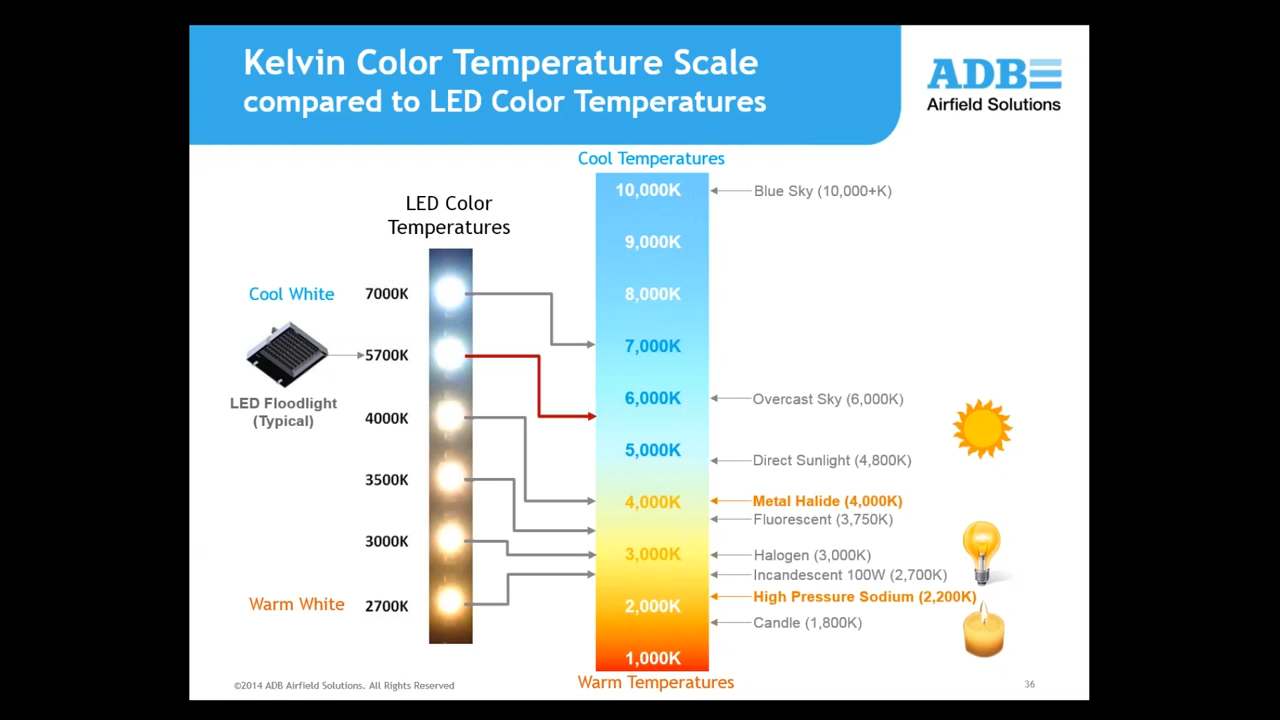 Kelvin Color Temperature Scale
compared to LED Color Temperatures
ADB
Airfield Solutions
LED Color
Temperatures
Cool White
7000K
5700K
LED Floodlight
(Typical)
4000K
3500K
3000K
Warm White
2700K
Cool Temperatures
10,000K
9,000K
8,000K
7,000K
6,000K
5,000K
4,000K
3,000K
2,000K
1,000K
Warm Temperatures
Blue Sky (10,000+K)
Overcast Sky (6,000K)
Direct Sunlight (4,800K)
Metal Halide (4,000K)
Fluorescent (3,750K)
Halogen (3,000K)
Incandescent 100W (2,700K)
High Pressure Sodium (2,200K)
Candle (1,800K)
©2014 ADB Airfield Solutions. All Rights Reserved
36